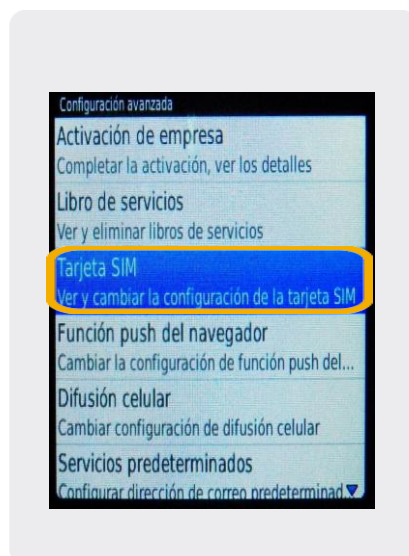 Configuración avanzada
Activación de empresa
Completar la activación, ver los detalles
Libro de servicios
Ver y eliminar libros de servicios
Tarjeta SIM
Ver y cambiar la configuración de la tarjeta SIM
Función push del navegador
Cambiar la configuración de función push del...
Difusión celular
Cambiar configuración de difusión celular
Servicios predeterminados
Configurar dirección de correo predeterminad